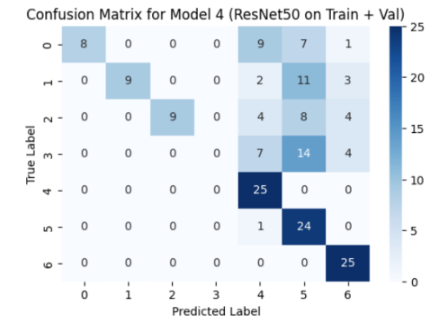 Confusion Matrix for Model 4 (ResNet50 on Train + Val)
0 8 0 0 0 9 7 1
1 0 9 0 0 2 11 3
2 0 0 9 0 4 8 4
3 0 0 0 0 7 14 4
4 0 0 0 0 25 0 0
5 0 0 0 0 1 24 0
6 0 0 0 0 0 0 25
0 1 2 3 4 5 6
True Label
Predicted Label
25
20
15
10
5
0